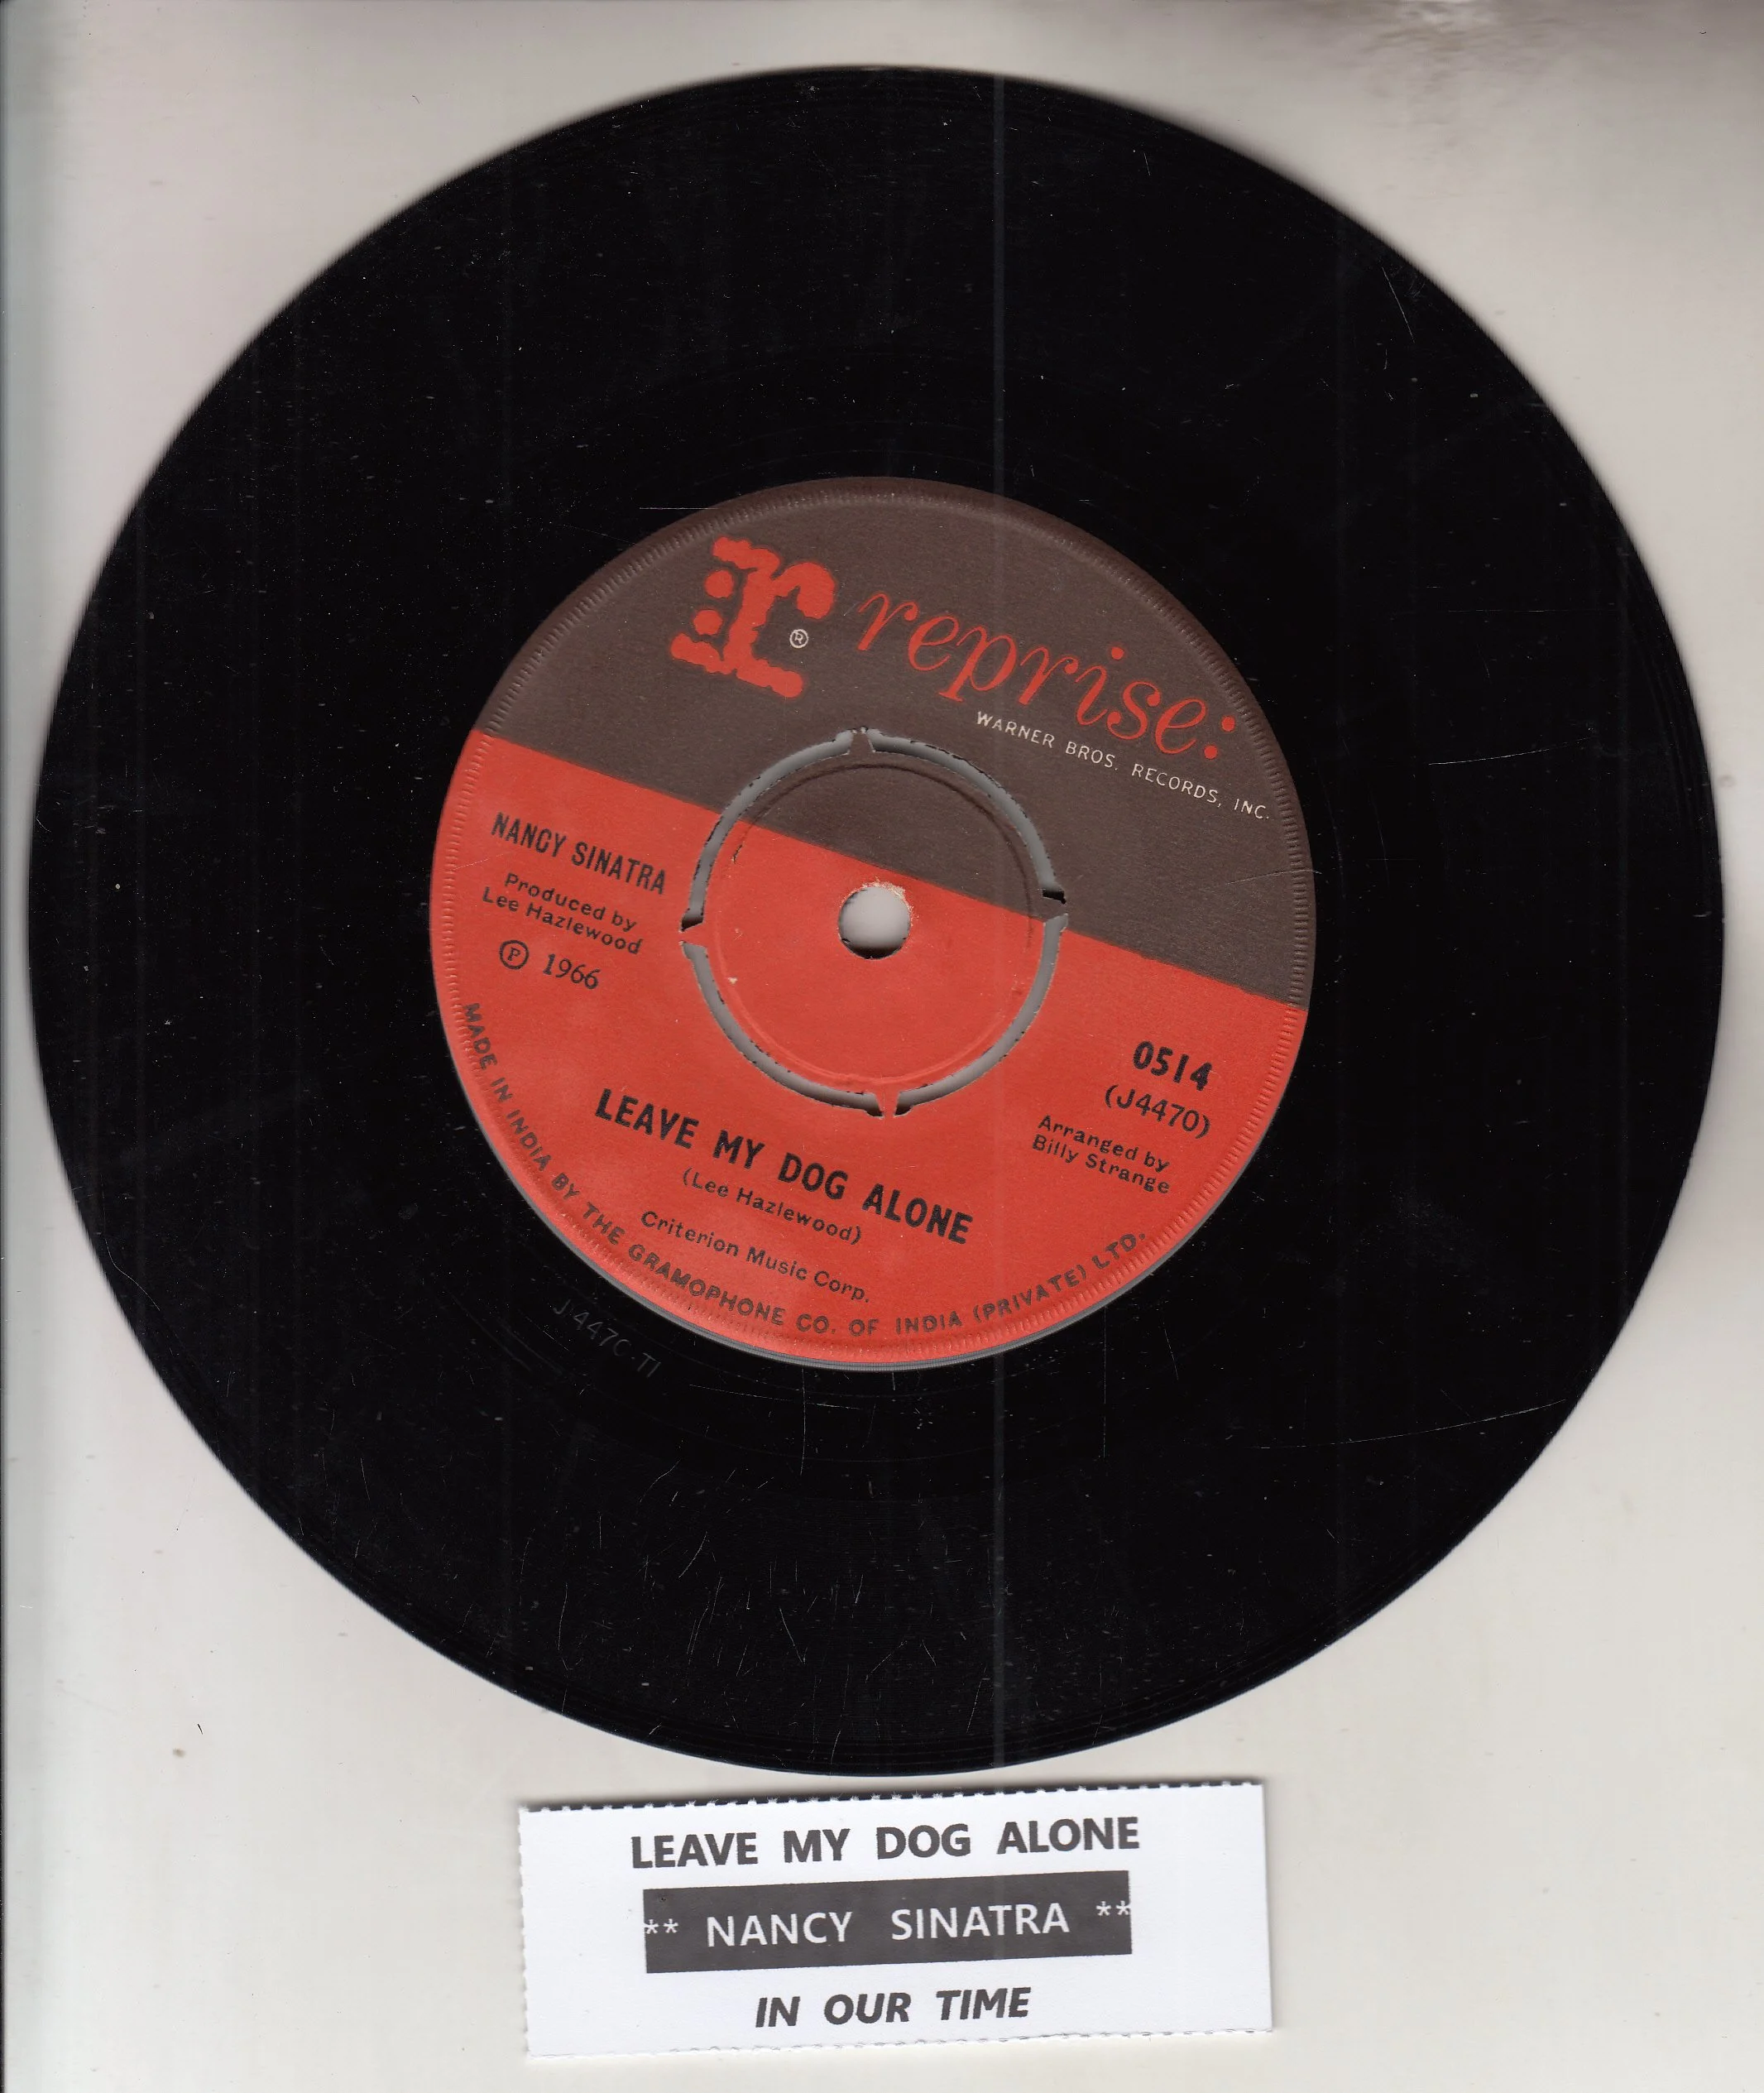 r®
reprise:
WARNER BROS. RECORDS, INC.
NANCY SINATRA
Produced by
Lee Hazlewood
Ⓟ 1966
0514
(J4470)
Arranged by
Billy Strange
LEAVE MY DOG ALONE
(Lee Hazlewood)
Criterion Music Corp.
MADE IN INDIA BY THE GRAMOPHONE CO. OF INDIA (PRIVATE) LTD.
LEAVE MY DOG ALONE
** NANCY SINATRA **
IN OUR TIME